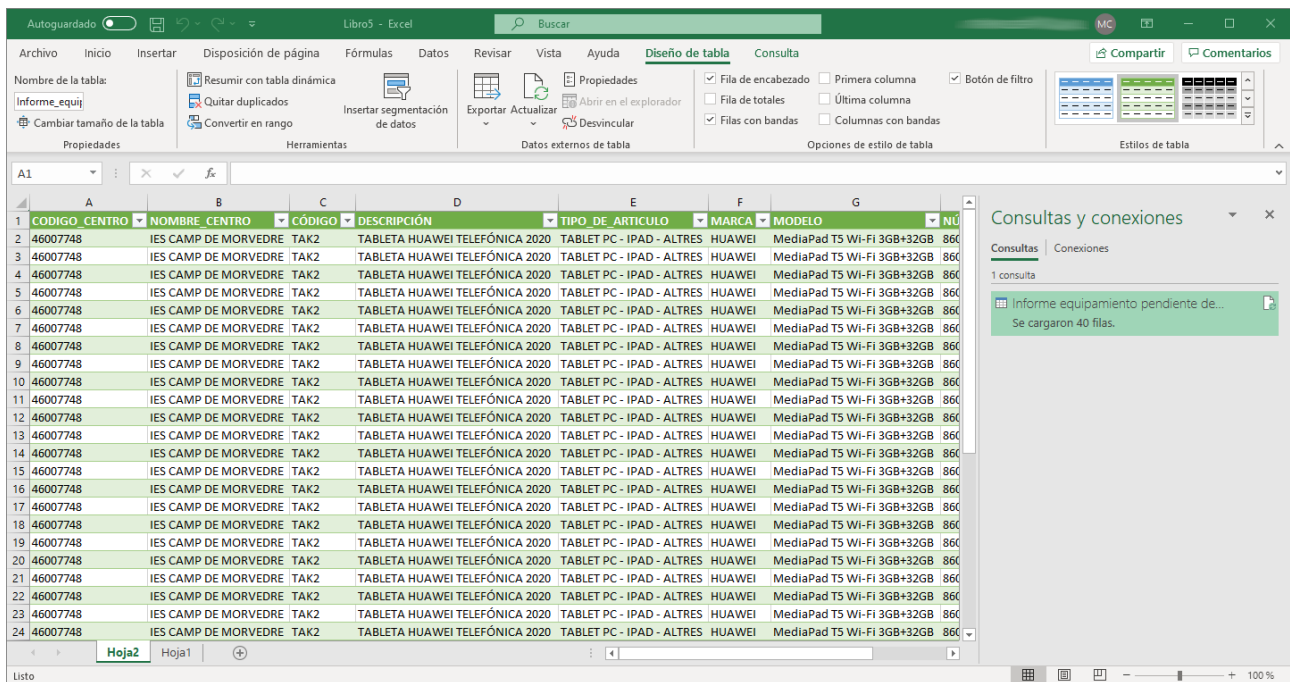 Autoguardado Libro5 - Excel Buscar MC
Archivo Inicio Insertar Disposición de página Fórmulas Datos Revisar Vista Ayuda Diseño de tabla Consulta Compartir Comentarios
Nombre de la tabla: Resumir con tabla dinámica Propiedades Fila de encabezado Primera columna Botón de filtro
Informe_equip Quitar duplicados Insertar segmentación de datos Exportar Actualizar Abrir en el explorador Fila de totales Última columna
Cambiar tamaño de la tabla Convertir en rango Desvincular Filas con bandas Columnas con bandas
Propiedades Herramientas Datos externos de tabla Opciones de estilo de tabla Estilos de tabla
A1 fx
A B C D E F G
1 CODIGO_CENTRO NOMBRE_CENTRO CÓDIGO DESCRIPCIÓN TIPO_DE_ARTICULO MARCA MODELO NÚ
2 46007748 IES CAMP DE MORVEDRE TAK2 TABLETA HUAWEI TELEFÓNICA 2020 TABLET PC - IPAD - ALTRES HUAWEI MediaPad T5 Wi-Fi 3GB+32GB 860
3 46007748 IES CAMP DE MORVEDRE TAK2 TABLETA HUAWEI TELEFÓNICA 2020 TABLET PC - IPAD - ALTRES HUAWEI MediaPad T5 Wi-Fi 3GB+32GB 860
4 46007748 IES CAMP DE MORVEDRE TAK2 TABLETA HUAWEI TELEFÓNICA 2020 TABLET PC - IPAD - ALTRES HUAWEI MediaPad T5 Wi-Fi 3GB+32GB 860
5 46007748 IES CAMP DE MORVEDRE TAK2 TABLETA HUAWEI TELEFÓNICA 2020 TABLET PC - IPAD - ALTRES HUAWEI MediaPad T5 Wi-Fi 3GB+32GB 860
6 46007748 IES CAMP DE MORVEDRE TAK2 TABLETA HUAWEI TELEFÓNICA 2020 TABLET PC - IPAD - ALTRES HUAWEI MediaPad T5 Wi-Fi 3GB+32GB 860
7 46007748 IES CAMP DE MORVEDRE TAK2 TABLETA HUAWEI TELEFÓNICA 2020 TABLET PC - IPAD - ALTRES HUAWEI MediaPad T5 Wi-Fi 3GB+32GB 860
8 46007748 IES CAMP DE MORVEDRE TAK2 TABLETA HUAWEI TELEFÓNICA 2020 TABLET PC - IPAD - ALTRES HUAWEI MediaPad T5 Wi-Fi 3GB+32GB 860
9 46007748 IES CAMP DE MORVEDRE TAK2 TABLETA HUAWEI TELEFÓNICA 2020 TABLET PC - IPAD - ALTRES HUAWEI MediaPad T5 Wi-Fi 3GB+32GB 860
10 46007748 IES CAMP DE MORVEDRE TAK2 TABLETA HUAWEI TELEFÓNICA 2020 TABLET PC - IPAD - ALTRES HUAWEI MediaPad T5 Wi-Fi 3GB+32GB 860
11 46007748 IES CAMP DE MORVEDRE TAK2 TABLETA HUAWEI TELEFÓNICA 2020 TABLET PC - IPAD - ALTRES HUAWEI MediaPad T5 Wi-Fi 3GB+32GB 860
12 46007748 IES CAMP DE MORVEDRE TAK2 TABLETA HUAWEI TELEFÓNICA 2020 TABLET PC - IPAD - ALTRES HUAWEI MediaPad T5 Wi-Fi 3GB+32GB 860
13 46007748 IES CAMP DE MORVEDRE TAK2 TABLETA HUAWEI TELEFÓNICA 2020 TABLET PC - IPAD - ALTRES HUAWEI MediaPad T5 Wi-Fi 3GB+32GB 860
14 46007748 IES CAMP DE MORVEDRE TAK2 TABLETA HUAWEI TELEFÓNICA 2020 TABLET PC - IPAD - ALTRES HUAWEI MediaPad T5 Wi-Fi 3GB+32GB 860
15 46007748 IES CAMP DE MORVEDRE TAK2 TABLETA HUAWEI TELEFÓNICA 2020 TABLET PC - IPAD - ALTRES HUAWEI MediaPad T5 Wi-Fi 3GB+32GB 860
16 46007748 IES CAMP DE MORVEDRE TAK2 TABLETA HUAWEI TELEFÓNICA 2020 TABLET PC - IPAD - ALTRES HUAWEI MediaPad T5 Wi-Fi 3GB+32GB 860
17 46007748 IES CAMP DE MORVEDRE TAK2 TABLETA HUAWEI TELEFÓNICA 2020 TABLET PC - IPAD - ALTRES HUAWEI MediaPad T5 Wi-Fi 3GB+32GB 860
18 46007748 IES CAMP DE MORVEDRE TAK2 TABLETA HUAWEI TELEFÓNICA 2020 TABLET PC - IPAD - ALTRES HUAWEI MediaPad T5 Wi-Fi 3GB+32GB 860
19 46007748 IES CAMP DE MORVEDRE TAK2 TABLETA HUAWEI TELEFÓNICA 2020 TABLET PC - IPAD - ALTRES HUAWEI MediaPad T5 Wi-Fi 3GB+32GB 860
20 46007748 IES CAMP DE MORVEDRE TAK2 TABLETA HUAWEI TELEFÓNICA 2020 TABLET PC - IPAD - ALTRES HUAWEI MediaPad T5 Wi-Fi 3GB+32GB 860
21 46007748 IES CAMP DE MORVEDRE TAK2 TABLETA HUAWEI TELEFÓNICA 2020 TABLET PC - IPAD - ALTRES HUAWEI MediaPad T5 Wi-Fi 3GB+32GB 860
22 46007748 IES CAMP DE MORVEDRE TAK2 TABLETA HUAWEI TELEFÓNICA 2020 TABLET PC - IPAD - ALTRES HUAWEI MediaPad T5 Wi-Fi 3GB+32GB 860
23 46007748 IES CAMP DE MORVEDRE TAK2 TABLETA HUAWEI TELEFÓNICA 2020 TABLET PC - IPAD - ALTRES HUAWEI MediaPad T5 Wi-Fi 3GB+32GB 860
24 46007748 IES CAMP DE MORVEDRE TAK2 TABLETA HUAWEI TELEFÓNICA 2020 TABLET PC - IPAD - ALTRES HUAWEI MediaPad T5 Wi-Fi 3GB+32GB 860
Consultas y conexiones
Consultas Conexiones
1 consulta
Informe equipamiento pendiente de...
Se cargaron 40 filas.
Hoja2 Hoja1
Listo 100 %